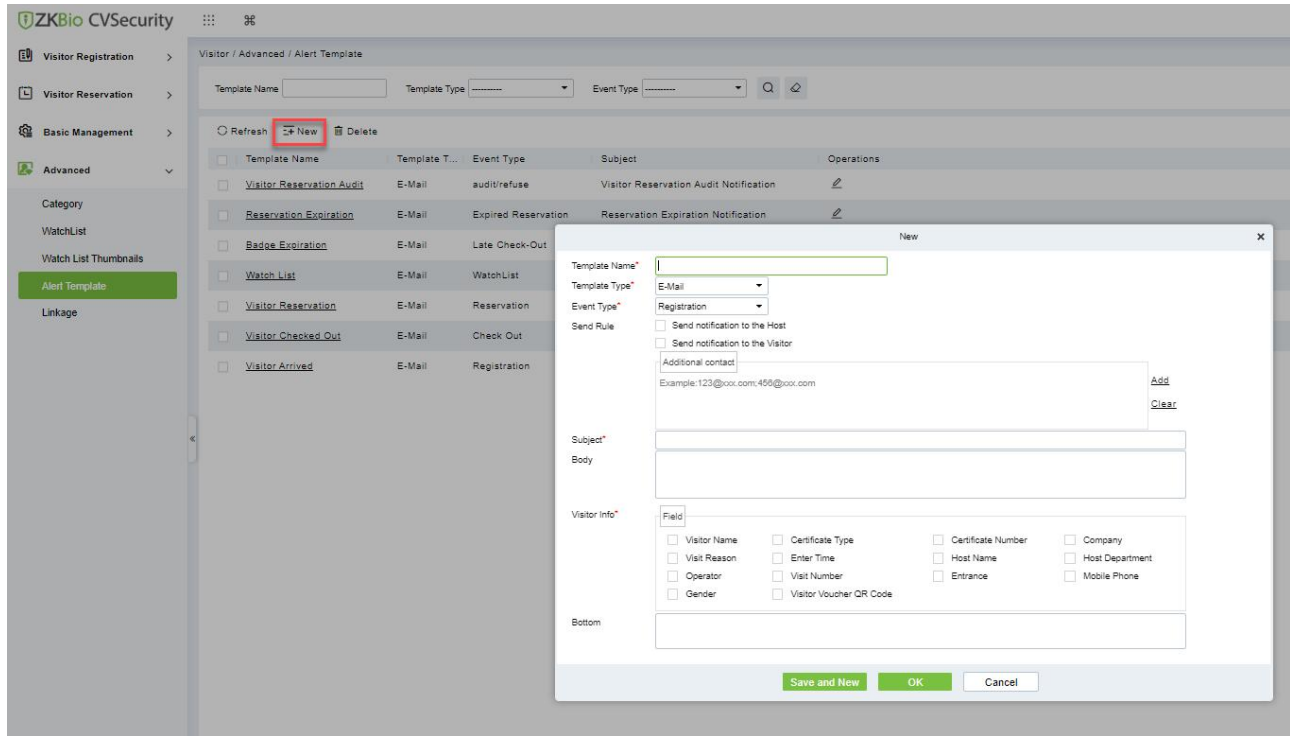 ZKBio CVSecurity
Visitor Registration
Visitor / Advanced / Alert Template
Visitor Reservation
Template Name Template Type ---------- Event Type ----------
Basic Management
Refresh New Delete
Template Name Template T... Event Type Subject Operations
Advanced
Visitor Reservation Audit E-Mail audit/refuse Visitor Reservation Audit Notification
Category
Reservation Expiration E-Mail Expired Reservation Reservation Expiration Notification
WatchList
Badge Expiration E-Mail Late Check-Out
Watch List Thumbnails
Watch List E-Mail WatchList
Alert Template
Visitor Reservation E-Mail Reservation
Linkage
Visitor Checked Out E-Mail Check Out
Visitor Arrived E-Mail Registration
New
Template Name*
Template Type* E-Mail
Event Type* Registration
Send Rule Send notification to the Host
Send notification to the Visitor
Additional contact
Example:123@xxx.com;456@xxx.com
Add
Clear
Subject*
Body
Visitor Info* Field
Visitor Name Certificate Type Certificate Number Company
Visit Reason Enter Time Host Name Host Department
Operator Visit Number Entrance Mobile Phone
Gender Visitor Voucher QR Code
Bottom
Save and New OK Cancel